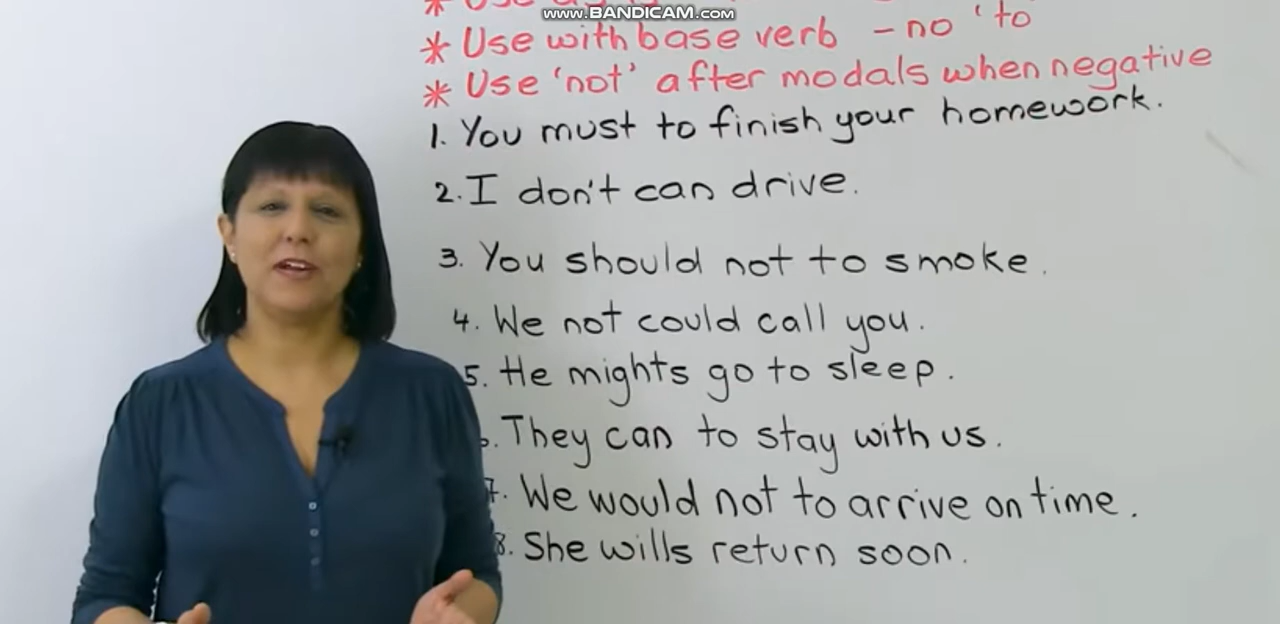 www.BANDICAM.com
* Use
* Use with base verb - no 'to
* Use 'not' after modals when negative
1. You must to finish your homework.
2. I don't can drive.
3. You should not to smoke.
4. We not could call you.
5. He mights go to sleep.
. They can to stay with us.
7. We would not to arrive on time.
8. She wills return soon.